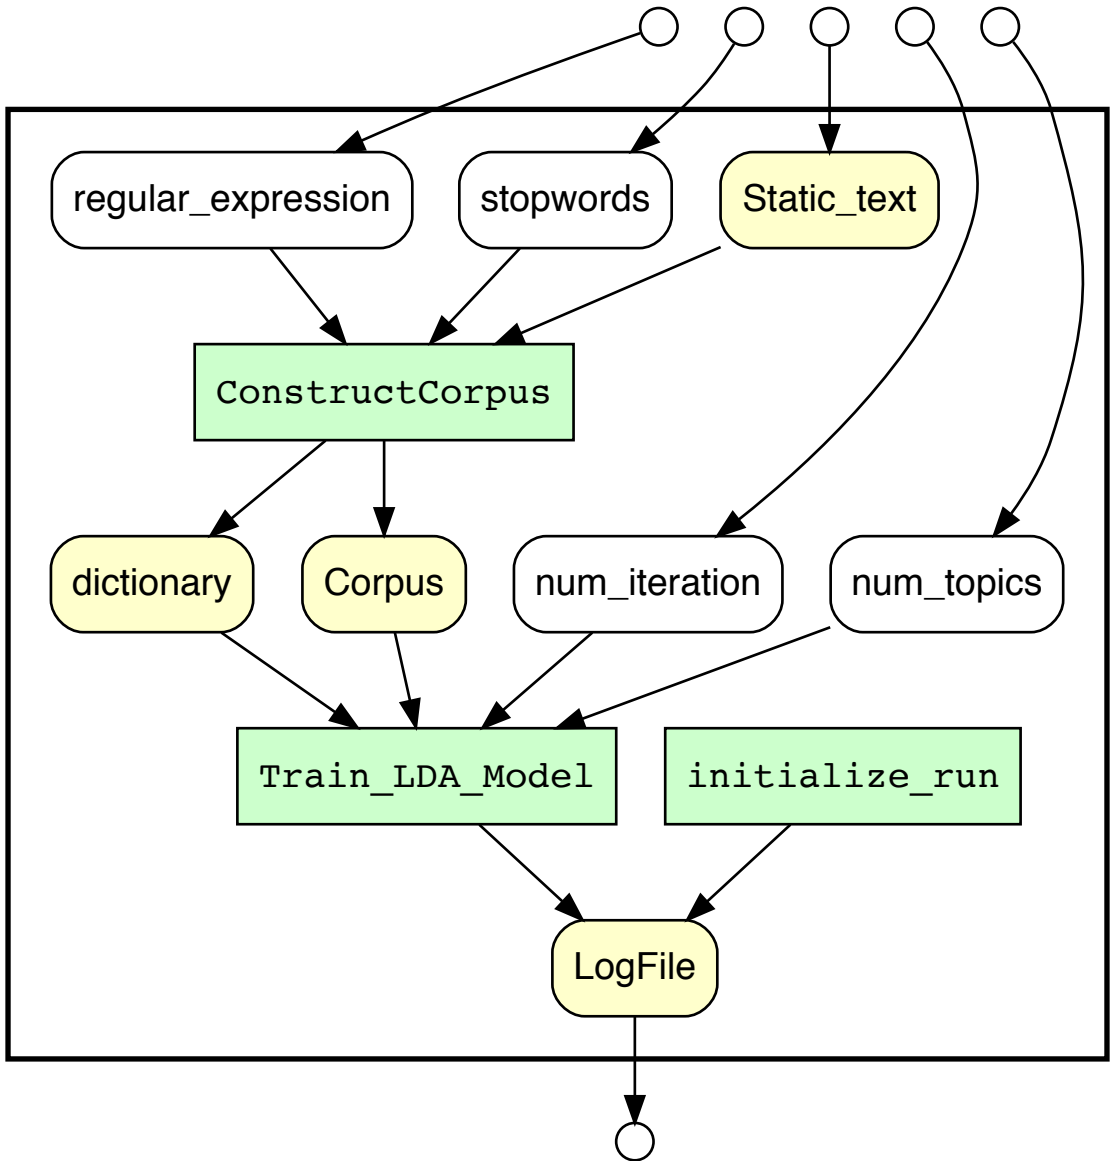 regular_expression
stopwords
Static_text
ConstructCorpus
dictionary
Corpus
num_iteration
num_topics
Train_LDA_Model
initialize_run
LogFile